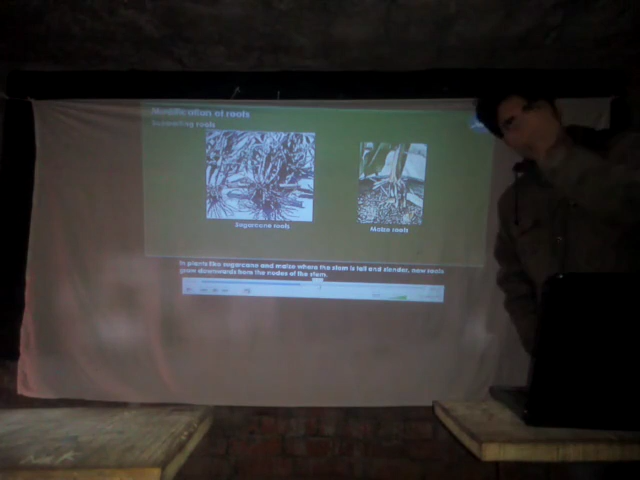 Modification of roots
Supporting roots
Sugarcane roots
Maize roots
In plants like sugarcane and maize where the stem is tall and slender, new roots
grow downwards from the nodes of the stem.